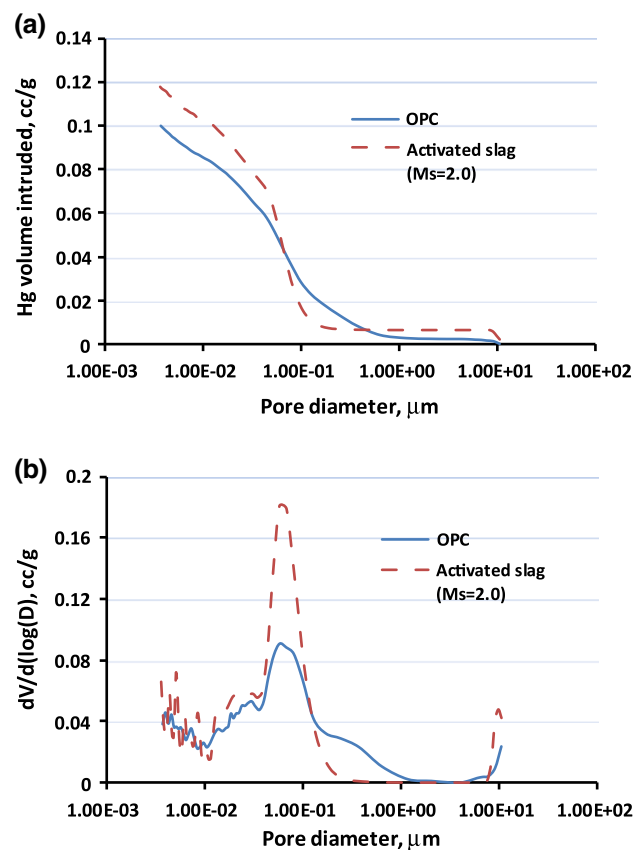 (a)
0.14
0.12
0.1
0.08
0.06
0.04
0.02
0
Hg volume intruded, cc/g
OPC
Activated slag
(Ms=2.0)
1.00E-03 1.00E-02 1.00E-01 1.00E+00 1.00E+01 1.00E+02
Pore diameter, μm
(b)
0.2
0.16
0.12
0.08
0.04
0
dV/d(log(D), cc/g
OPC
Activated slag
(Ms=2.0)
1.00E-03 1.00E-02 1.00E-01 1.00E+00 1.00E+01 1.00E+02
Pore diameter, μm